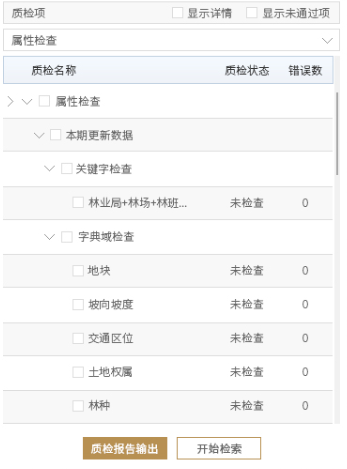 质检项 显示详情 显示未通过项
属性检查
质检名称 质检状态 错误数
属性检查
本期更新数据
关键字检查
林业局+林场+林班... 未检查 0
字典域检查
地块 未检查 0
坡向坡度 未检查 0
交通区位 未检查 0
土地权属 未检查 0
林种 未检查 0
质检报告输出 开始检索